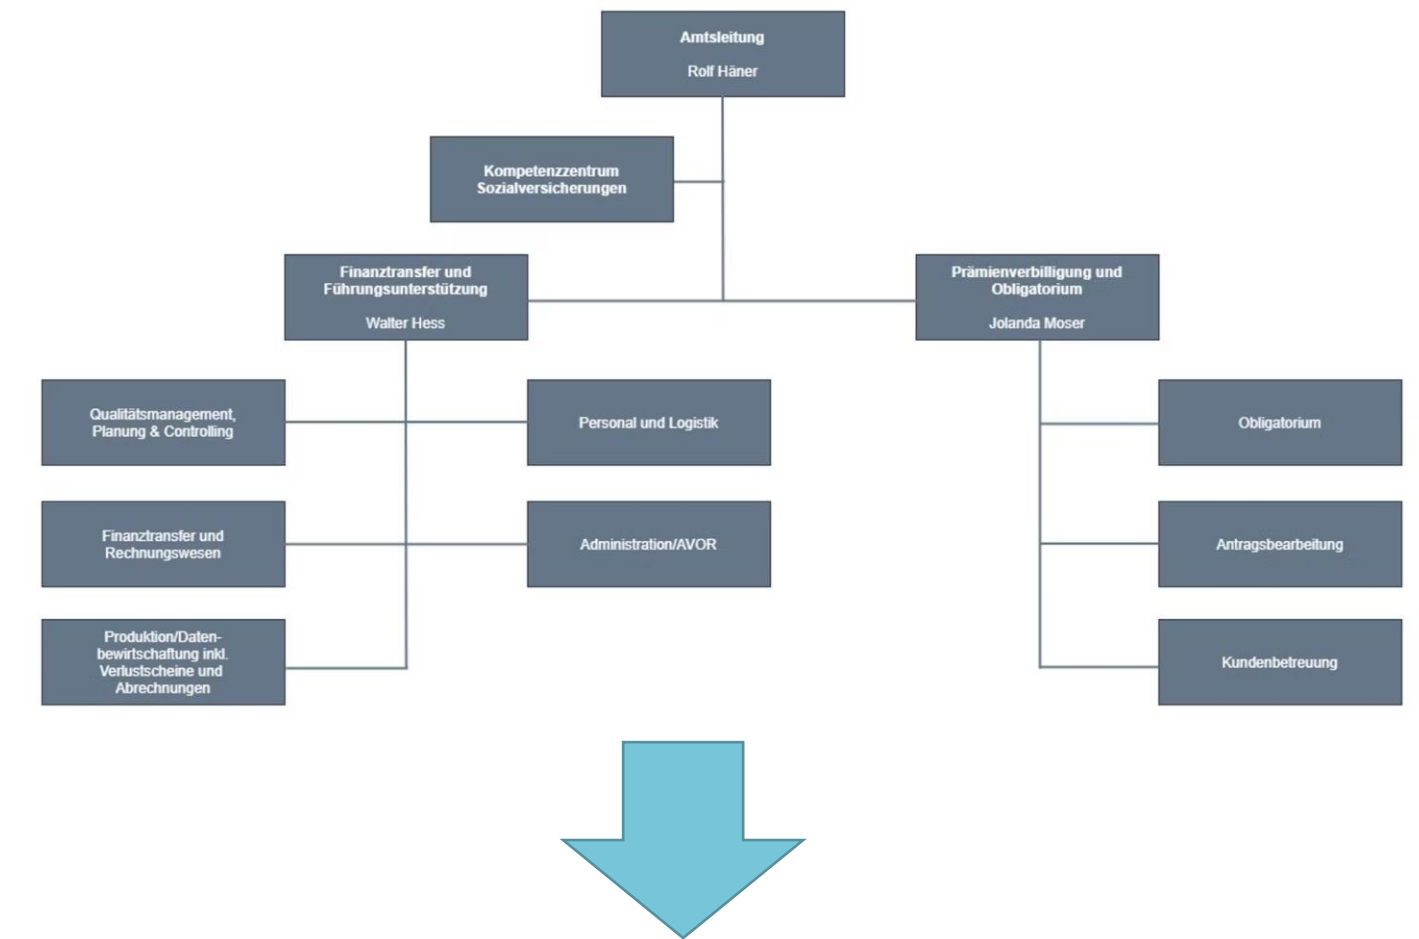 Amtsleitung
Rolf Häner
Kompetenzzentrum
Sozialversicherungen
Finanztransfer und
Führungsunterstützung
Walter Hess
Prämienverbilligung und
Obligatorium
Jolanda Moser
Qualitätsmanagement,
Planung & Controlling
Personal und Logistik
Obligatorium
Finanztransfer und
Rechnungswesen
Administration/AVOR
Antragsbearbeitung
Produktion/Daten-
bewirtschaftung inkl.
Verlustscheine und
Abrechnungen
Kundenbetreuung